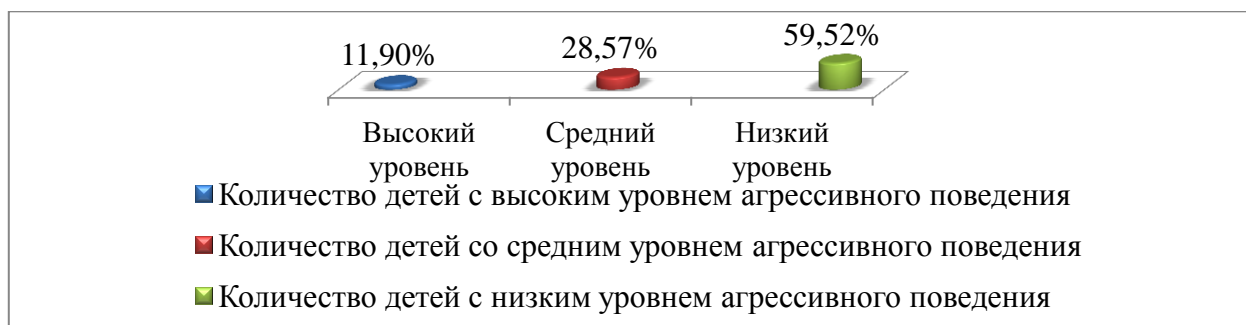 11,90%
28,57%
59,52%
Высокий
уровень
Средний
уровень
Низкий
уровень
Количество детей с высоким уровнем агрессивного поведения
Количество детей со средним уровнем агрессивного поведения
Количество детей с низким уровнем агрессивного поведения